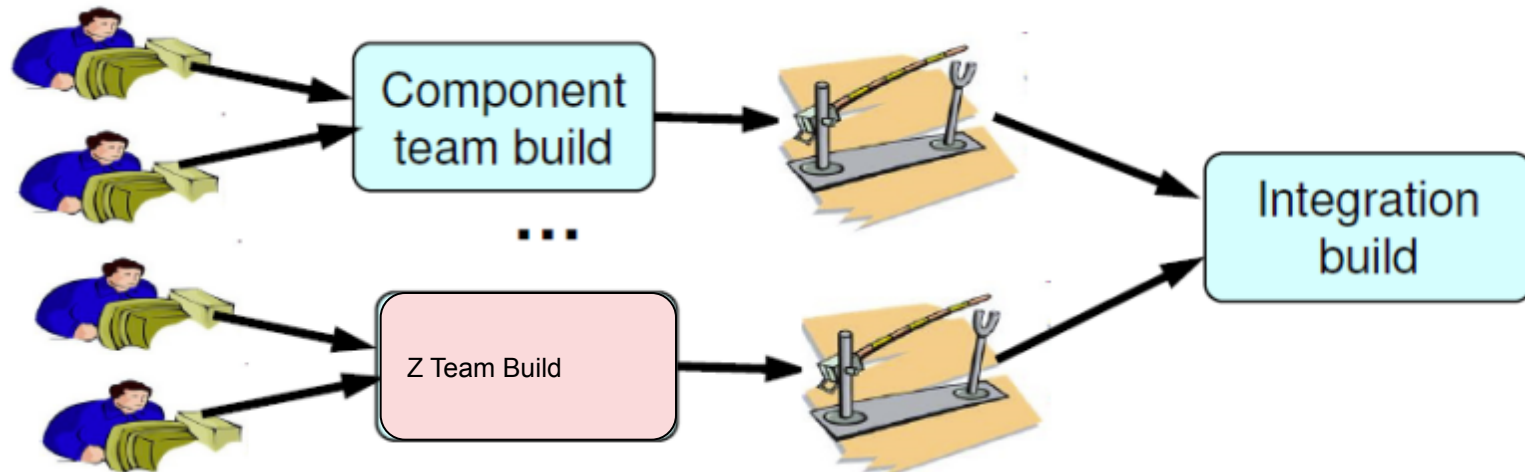 Component
team build
...
Z Team Build
Integration
build